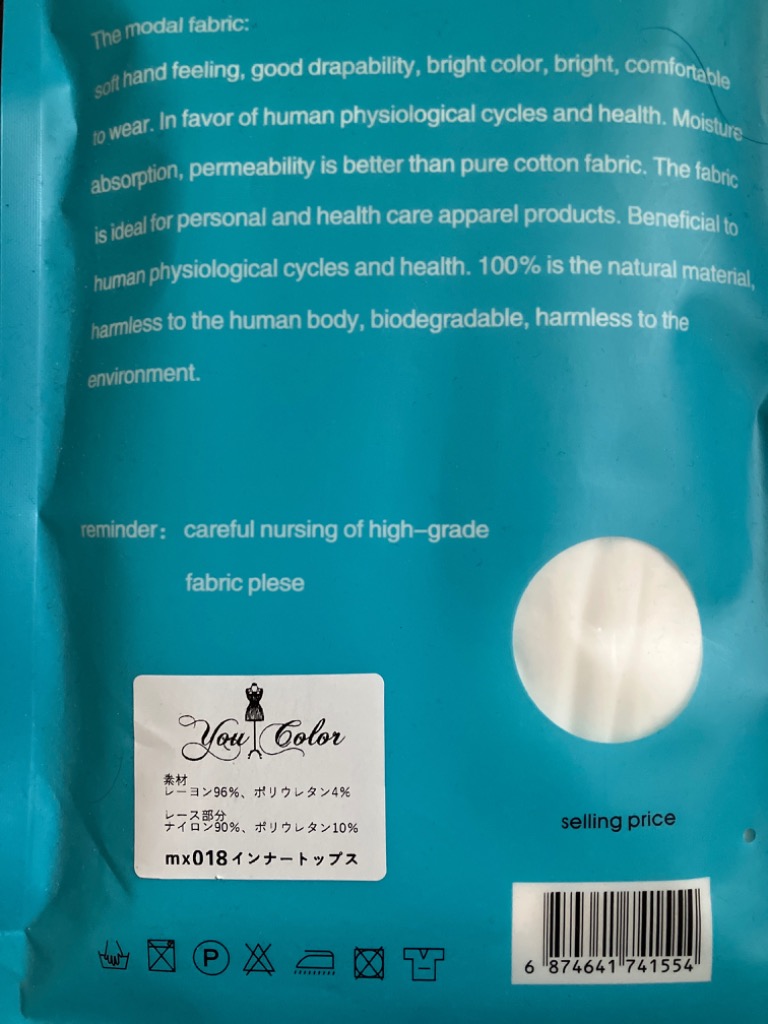 The modal fabric:
soft hand feeling, good drapability, bright color, bright, comfortable
to wear. In favor of human physiological cycles and health. Moisture
absorption, permeability is better than pure cotton fabric. The fabric
is ideal for personal and health care apparel products. Beneficial to
human physiological cycles and health. 100% is the natural material,
harmless to the human body, biodegradable, harmless to the
environment.
reminder: careful nursing of high-grade
fabric plese
You Color
素材
レーヨン96%、ポリウレタン4%
レース部分
ナイロン90%、ポリウレタン10%
mx018インナートップス
selling price
P
6 874641 741554